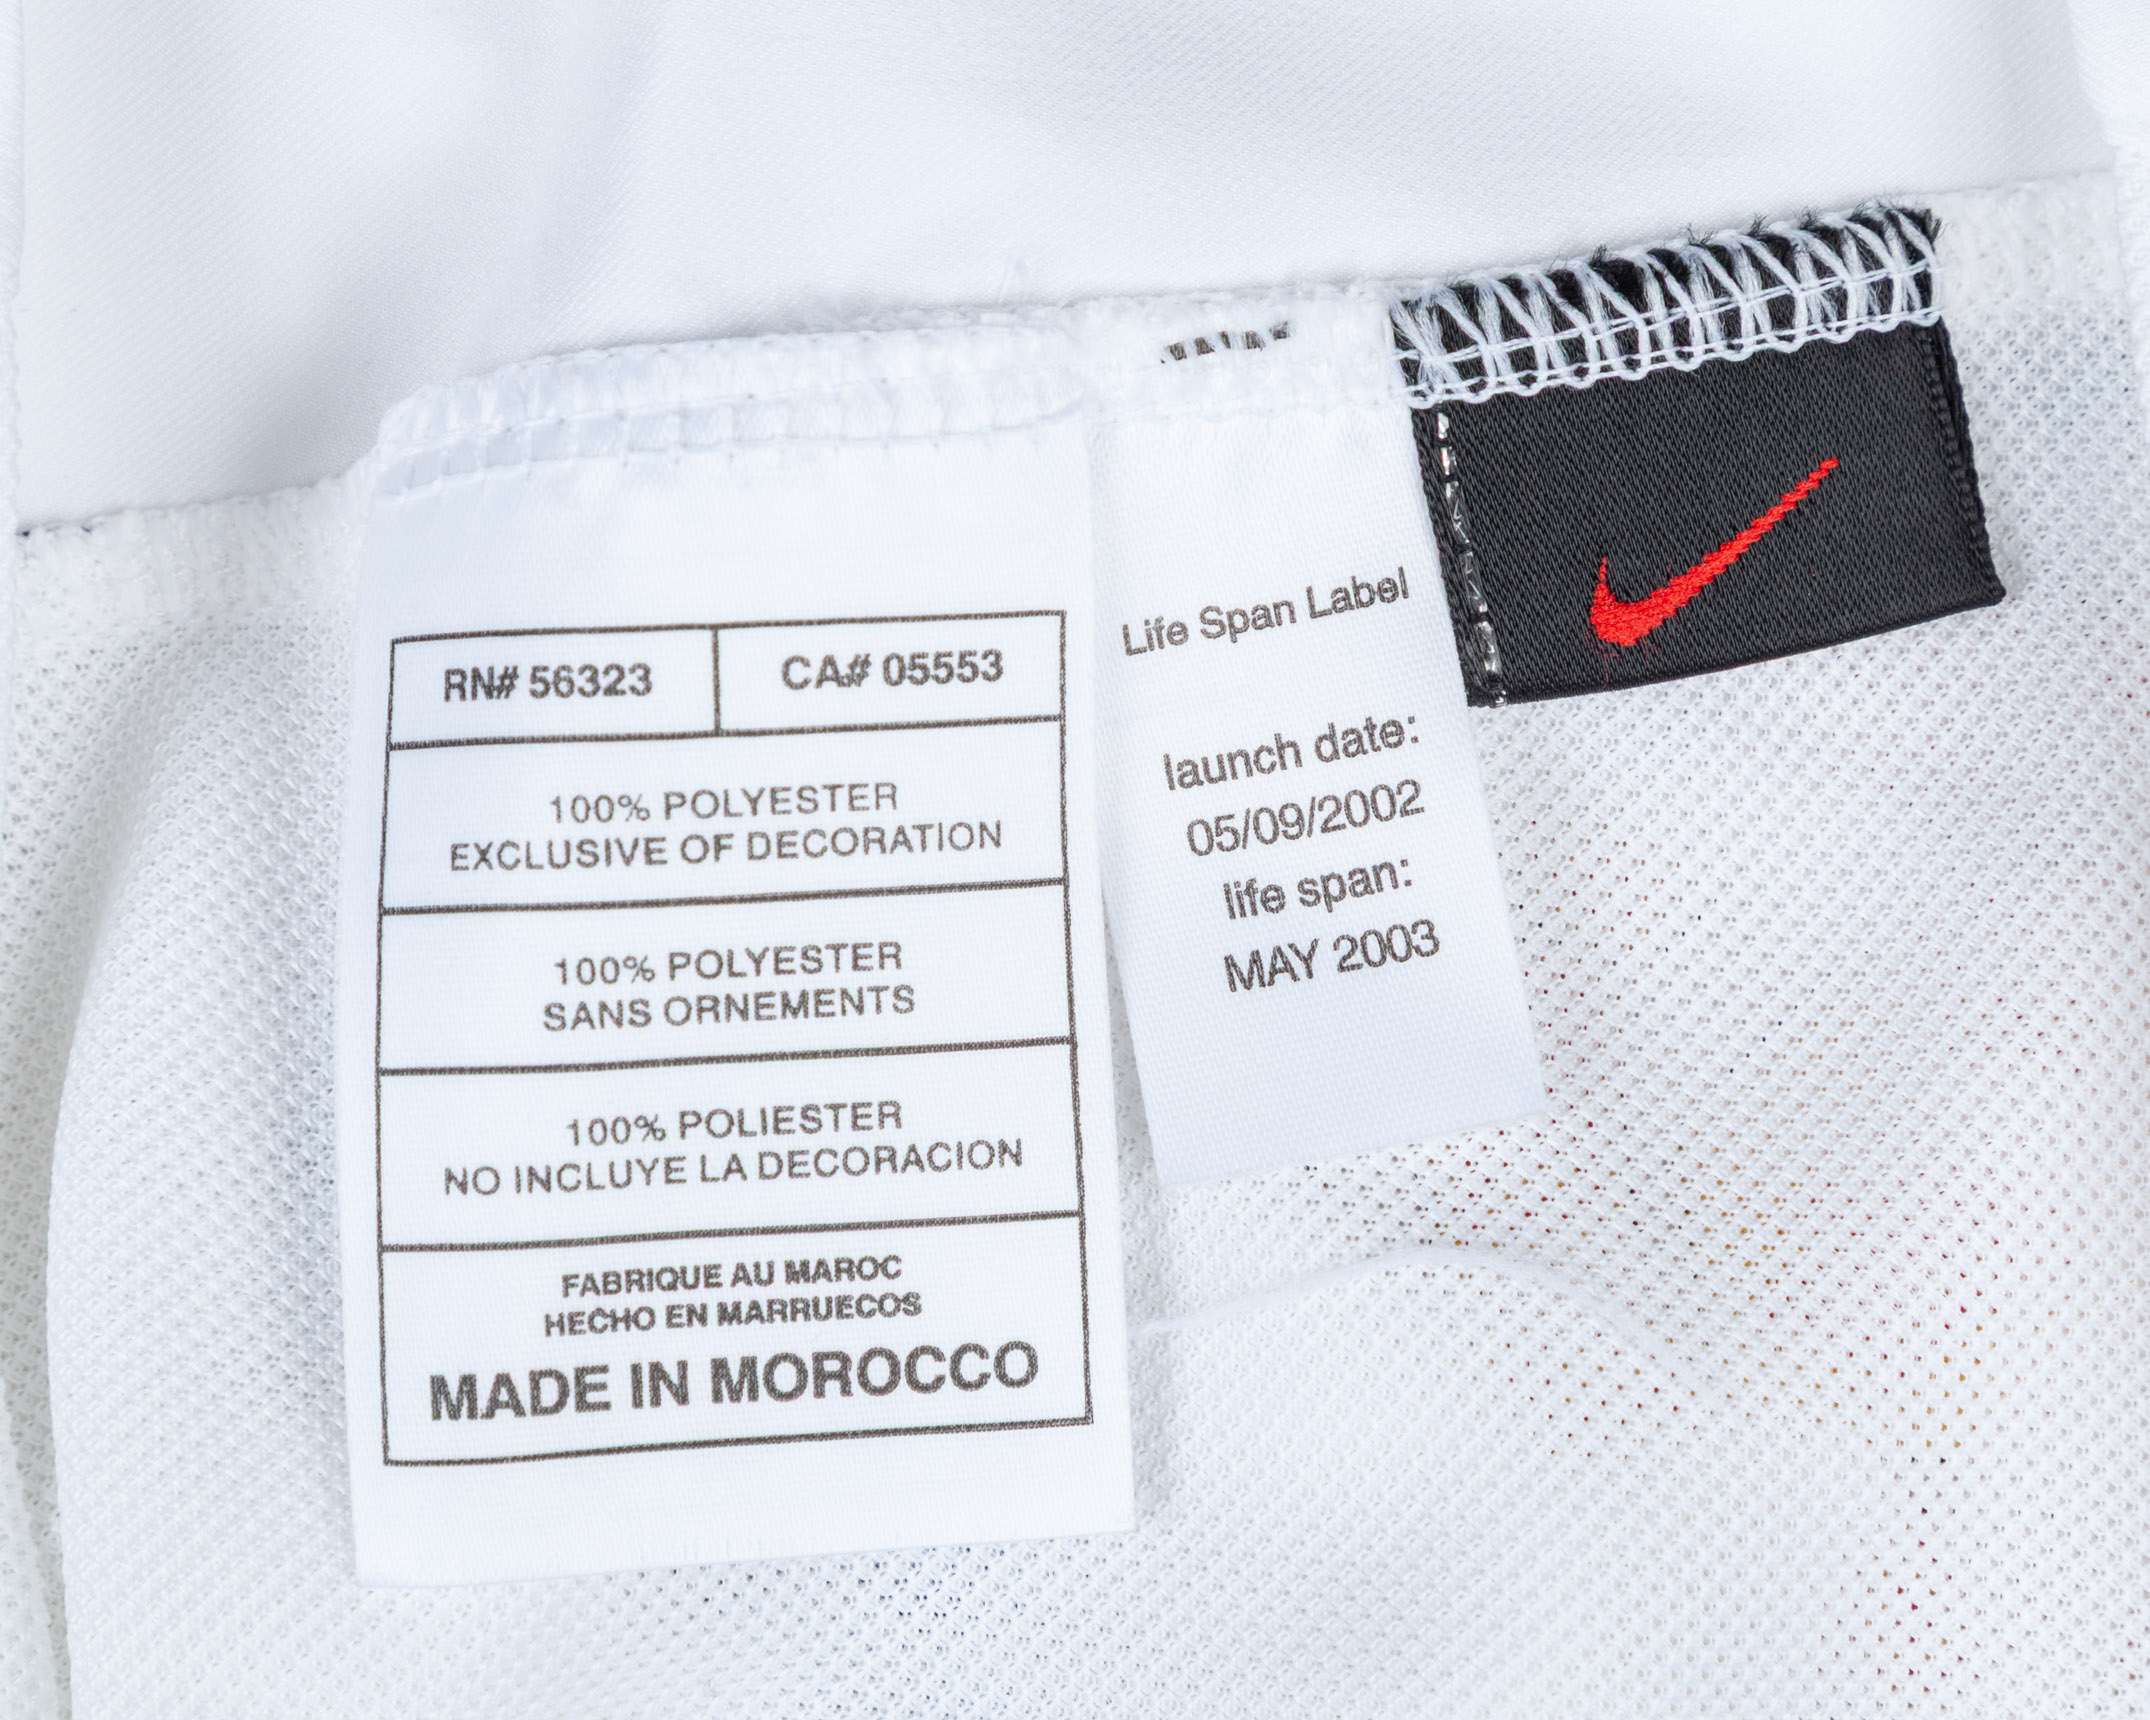 RN# 56323
CA# 05553
100% POLYESTER
EXCLUSIVE OF DECORATION
100% POLYESTER
SANS ORNEMENTS
100% POLIESTER
NO INCLUYE LA DECORACION
FABRIQUE AU MAROC
HECHO EN MARRUECOS
MADE IN MOROCCO
Life Span Label
launch date:
05/09/2002
life span:
MAY 2003